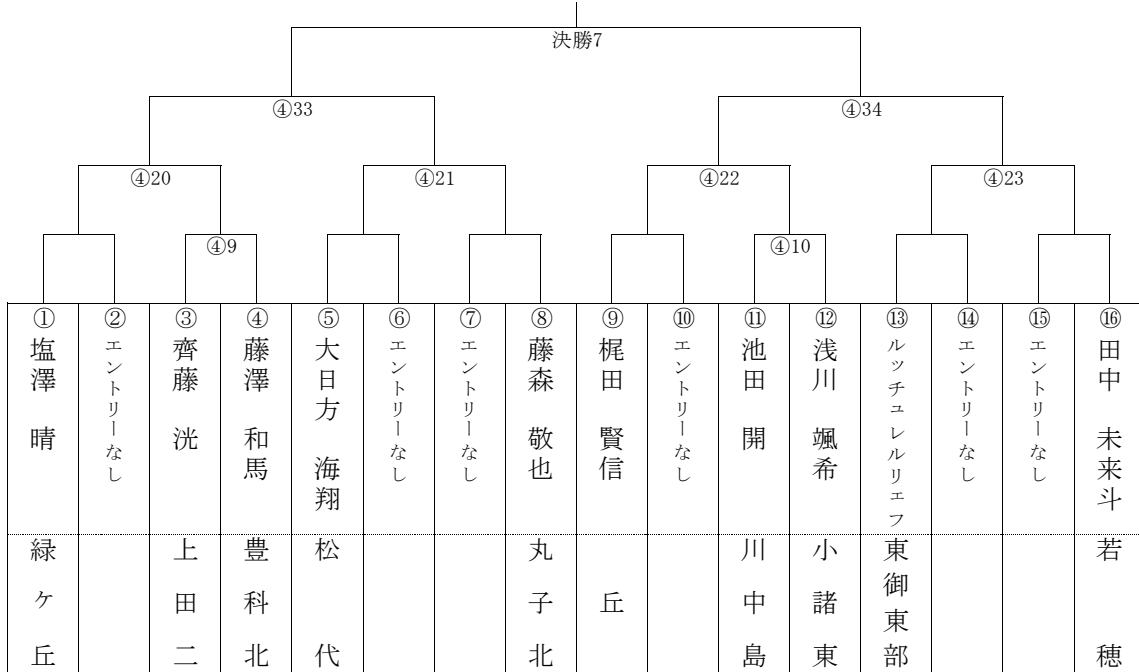 決勝7
④33
④34
④20
④21
④22
④23
④9
④10
①
塩澤 晴
緑ケ丘
②
エントリーなし
③
齊藤 洸
上田二
④
藤澤 和馬
豊科北
⑤
大日方 海翔
松代
⑥
エントリーなし
⑦
エントリーなし
⑧
藤森 敬也
丸子北
⑨
梶田 賢信
丘
⑩
エントリーなし
⑪
池田 開
川中島
⑫
浅川 颯希
小諸東
⑬
ルッチュレルリェフ
東御東部
⑭
エントリーなし
⑮
エントリーなし
⑯
田中 未来斗
若穂